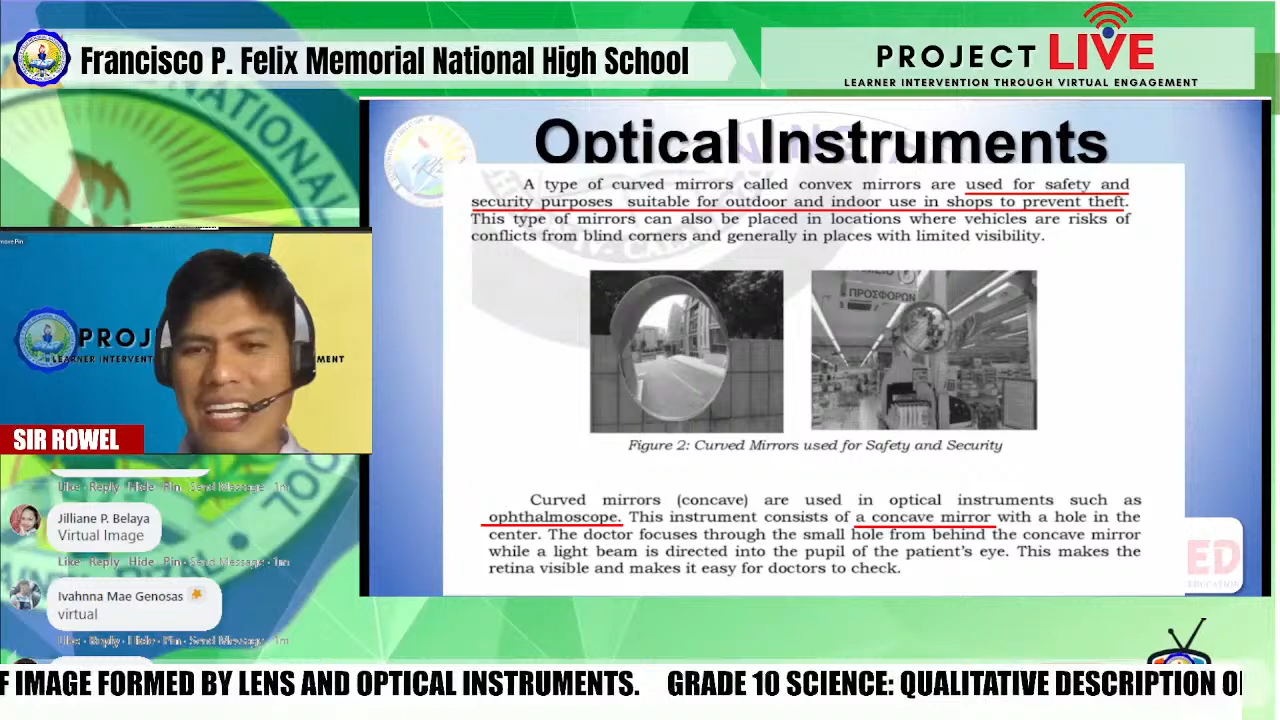 Francisco P. Felix Memorial National High School
PROJECT LIVE
LEARNER INTERVENTION THROUGH VIRTUAL ENGAGEMENT
Optical Instruments
A type of curved mirrors called convex mirrors are used for safety and
security purposes suitable for outdoor and indoor use in shops to prevent theft.
This type of mirrors can also be placed in locations where vehicles are risks of
conflicts from blind corners and generally in places with limited visibility.
ΠΡΟΣΦΟΡΩΝ
Figure 2: Curved Mirrors used for Safety and Security
Curved mirrors (concave) are used in optical instruments such as
ophthalmoscope. This instrument consists of a concave mirror with a hole in the
center. The doctor focuses through the small hole from behind the concave mirror
while a light beam is directed into the pupil of the patient's eye. This makes the
retina visible and makes it easy for doctors to check.
ED
EDUCATION
PROJ
LEARNER INTERVENT
MENT
SIR ROWEL
Like · Reply · Hide · Pin · Send Message · 1m
Jilliane P. Belaya
Virtual Image
Like · Reply · Hide · Pin · Send Message · 1m
Ivahnna Mae Genosas
virtual
Like · Reply · Hide · Pin · Send Message · 1m
F IMAGE FORMED BY LENS AND OPTICAL INSTRUMENTS. GRADE 10 SCIENCE: QUALITATIVE DESCRIPTION O